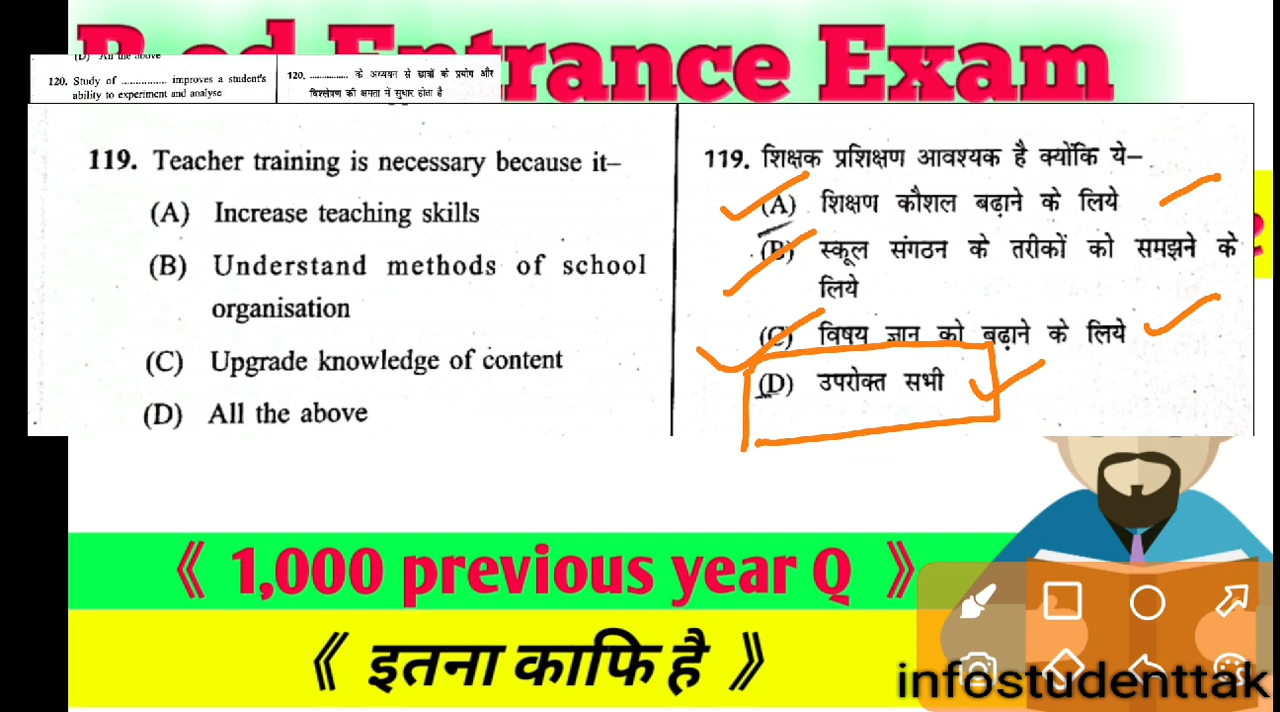 B.ed Entrance Exam
(D) All the above
120. Study of ................ improves a student's
ability to experiment and analyse
120. ................ के अध्ययन से छात्रों के प्रयोग और
विश्लेषण की क्षमता में सुधार होता है
119. Teacher training is necessary because it–
(A) Increase teaching skills
(B) Understand methods of school
organisation
(C) Upgrade knowledge of content
(D) All the above
119. शिक्षक प्रशिक्षण आवश्यक है क्योंकि ये–
(A) शिक्षण कौशल बढ़ाने के लिये
(B) स्कूल संगठन के तरीकों को समझने के
लिये
(C) विषय ज्ञान को बढ़ाने के लिये
(D) उपरोक्त सभी
《 1,000 previous year Q 》
《 इतना काफि है 》
infostudenttak